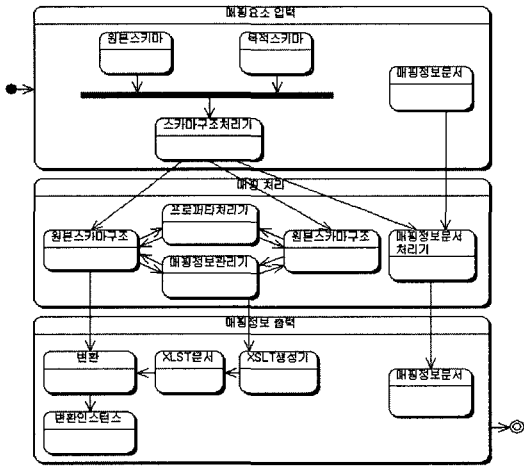 매핑요소 입력
원본스키마
목적스키마
매핑정보문서
스키마구조처리기
매핑 처리
프로퍼티처리기
원본스키마구조
원본스키마구조
매핑정보문서
처리기
매핑정보관리기
매핑정보 출력
변환
XLST문서
XSLT생성기
매핑정보문서
변환인스턴스